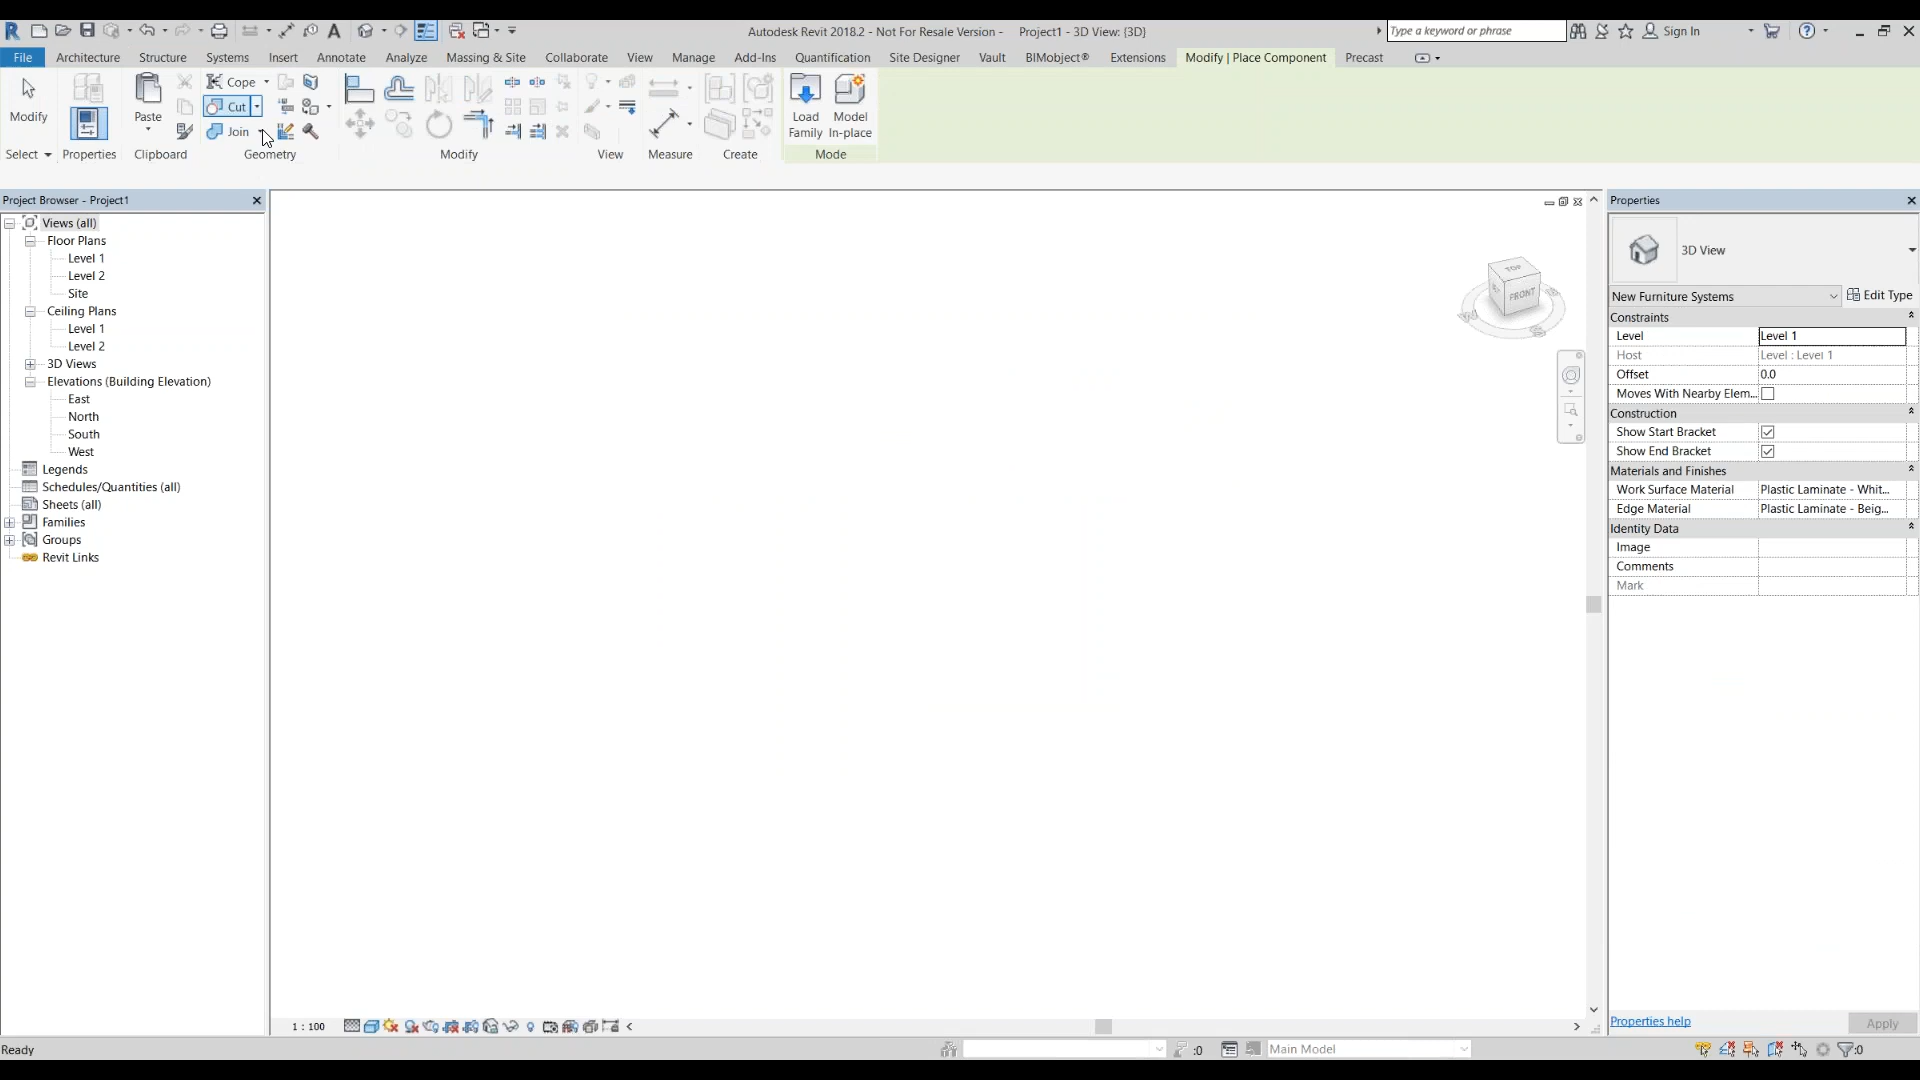 Autodesk Revit 2018.2 - Not For Resale Version - Project1 - 3D View: {3D}
Type a keyword or phrase
Sign In
File Architecture Structure Systems Insert Annotate Analyze Massing & Site Collaborate View Manage Add-Ins Quantification Site Designer Vault BIMobject® Extensions Modify | Place Component Precast
Modify
Paste
Cope
Cut
Join
Load Family
Model In-place
Select Properties Clipboard Geometry Modify View Measure Create Mode
Project Browser - Project1
Views (all)
Floor Plans
Level 1
Level 2
Site
Ceiling Plans
Level 1
Level 2
3D Views
Elevations (Building Elevation)
East
North
South
West
Legends
Schedules/Quantities (all)
Sheets (all)
Families
Groups
Revit Links
TOP
FRONT
Properties
3D View
New Furniture Systems Edit Type
Constraints
Level Level 1
Host Level : Level 1
Offset 0.0
Moves With Nearby Elem...
Construction
Show Start Bracket
Show End Bracket
Materials and Finishes
Work Surface Material Plastic Laminate - Whit...
Edge Material Plastic Laminate - Beig...
Identity Data
Image
Comments
Mark
Properties help Apply
1 : 100
Ready :0 Main Model :0